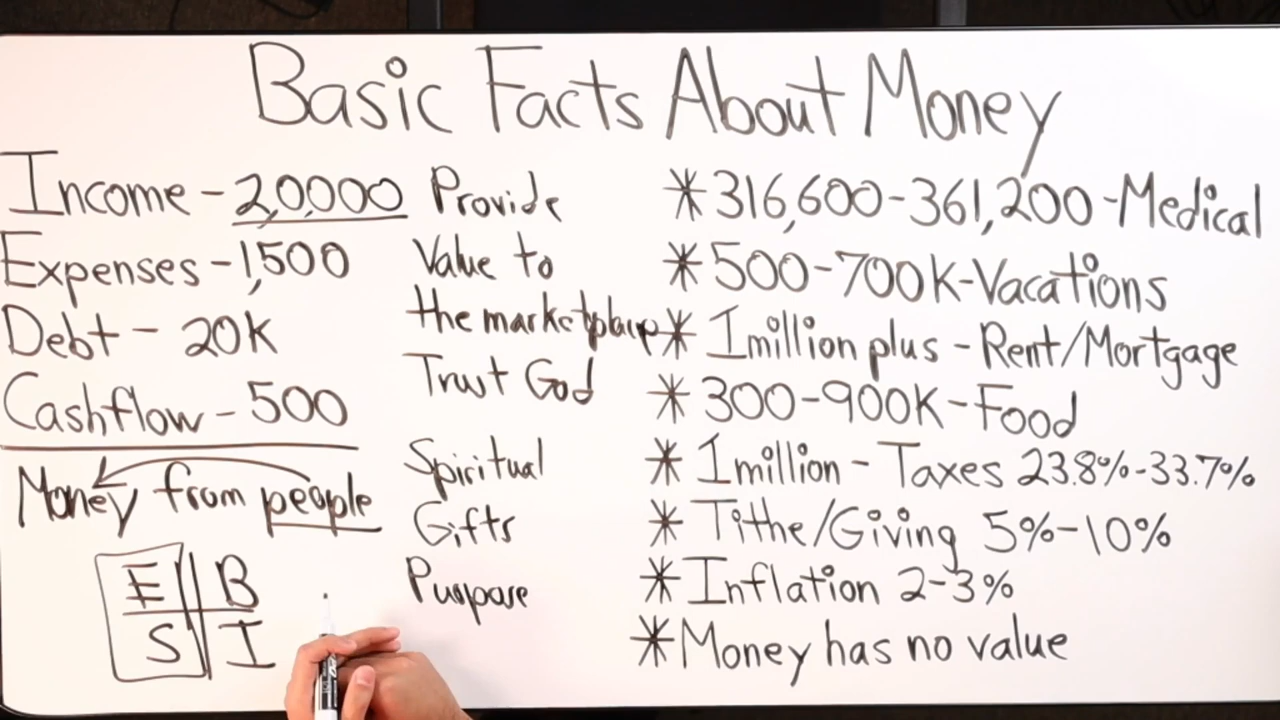 Basic Facts About Money
Income - 2,0,000
Expenses - 1,500
Debt - 20K
Cashflow - 500
Money from people
E B
S I
Provide
Value to
the marketplace
Trust God
Spiritual
Gifts
Purpose
* 316,600-361,200-Medical
* 500-700K-Vacations
* 1million plus - Rent/Mortgage
* 300-900K-Food
* 1million - Taxes 23.8%-33.7%
* Tithe/Giving 5%-10%
* Inflation 2-3%
* Money has no value